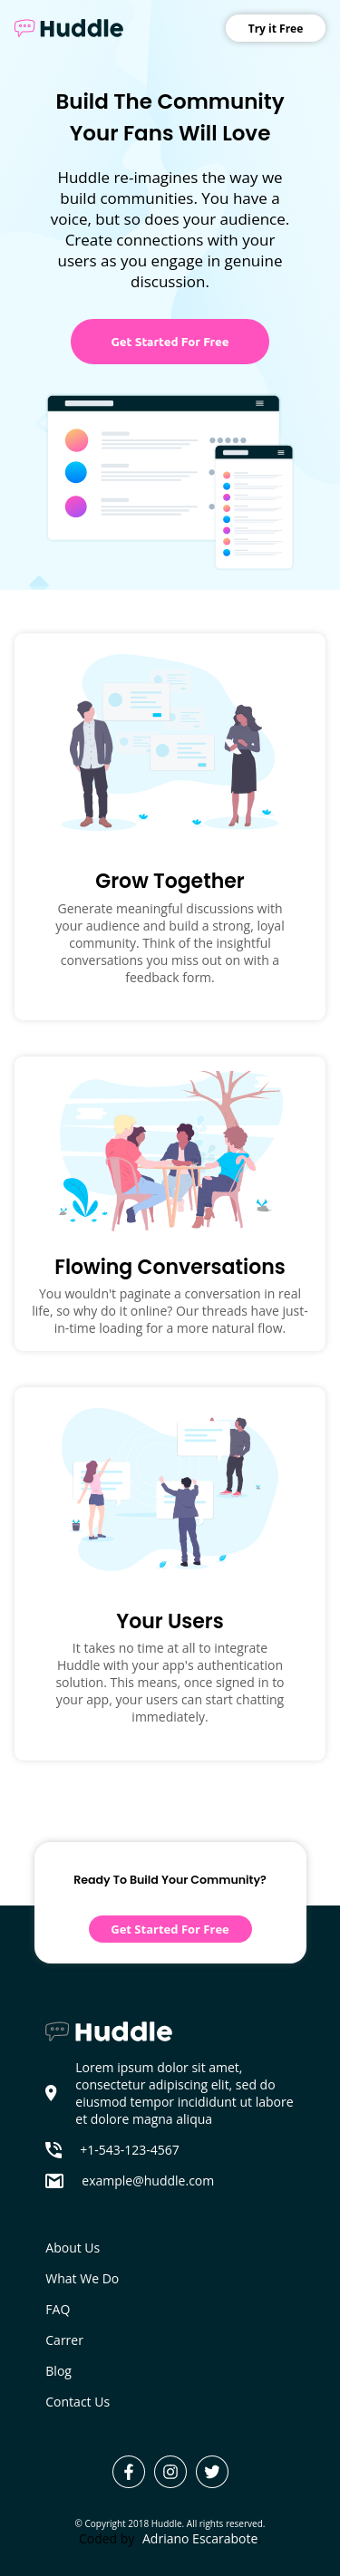 Huddle
Try it Free
Build The Community
Your Fans Will Love
Huddle re-imagines the way we
build communities. You have a
voice, but so does your audience.
Create connections with your
users as you engage in genuine
discussion.
Get Started For Free
Grow Together
Generate meaningful discussions with
your audience and build a strong, loyal
community. Think of the insightful
conversations you miss out on with a
feedback form.
Flowing Conversations
You wouldn't paginate a conversation in real
life, so why do it online? Our threads have just-
in-time loading for a more natural flow.
Your Users
It takes no time at all to integrate
Huddle with your app's authentication
solution. This means, once signed in to
your app, your users can start chatting
immediately.
Ready To Build Your Community?
Get Started For Free
Huddle
Lorem ipsum dolor sit amet,
consectetur adipiscing elit, sed do
eiusmod tempor incididunt ut labore
et dolore magna aliqua
+1-543-123-4567
example@huddle.com
About Us
What We Do
FAQ
Carrer
Blog
Contact Us
© Copyright 2018 Huddle. All rights reserved.
Coded by Adriano Escarabote